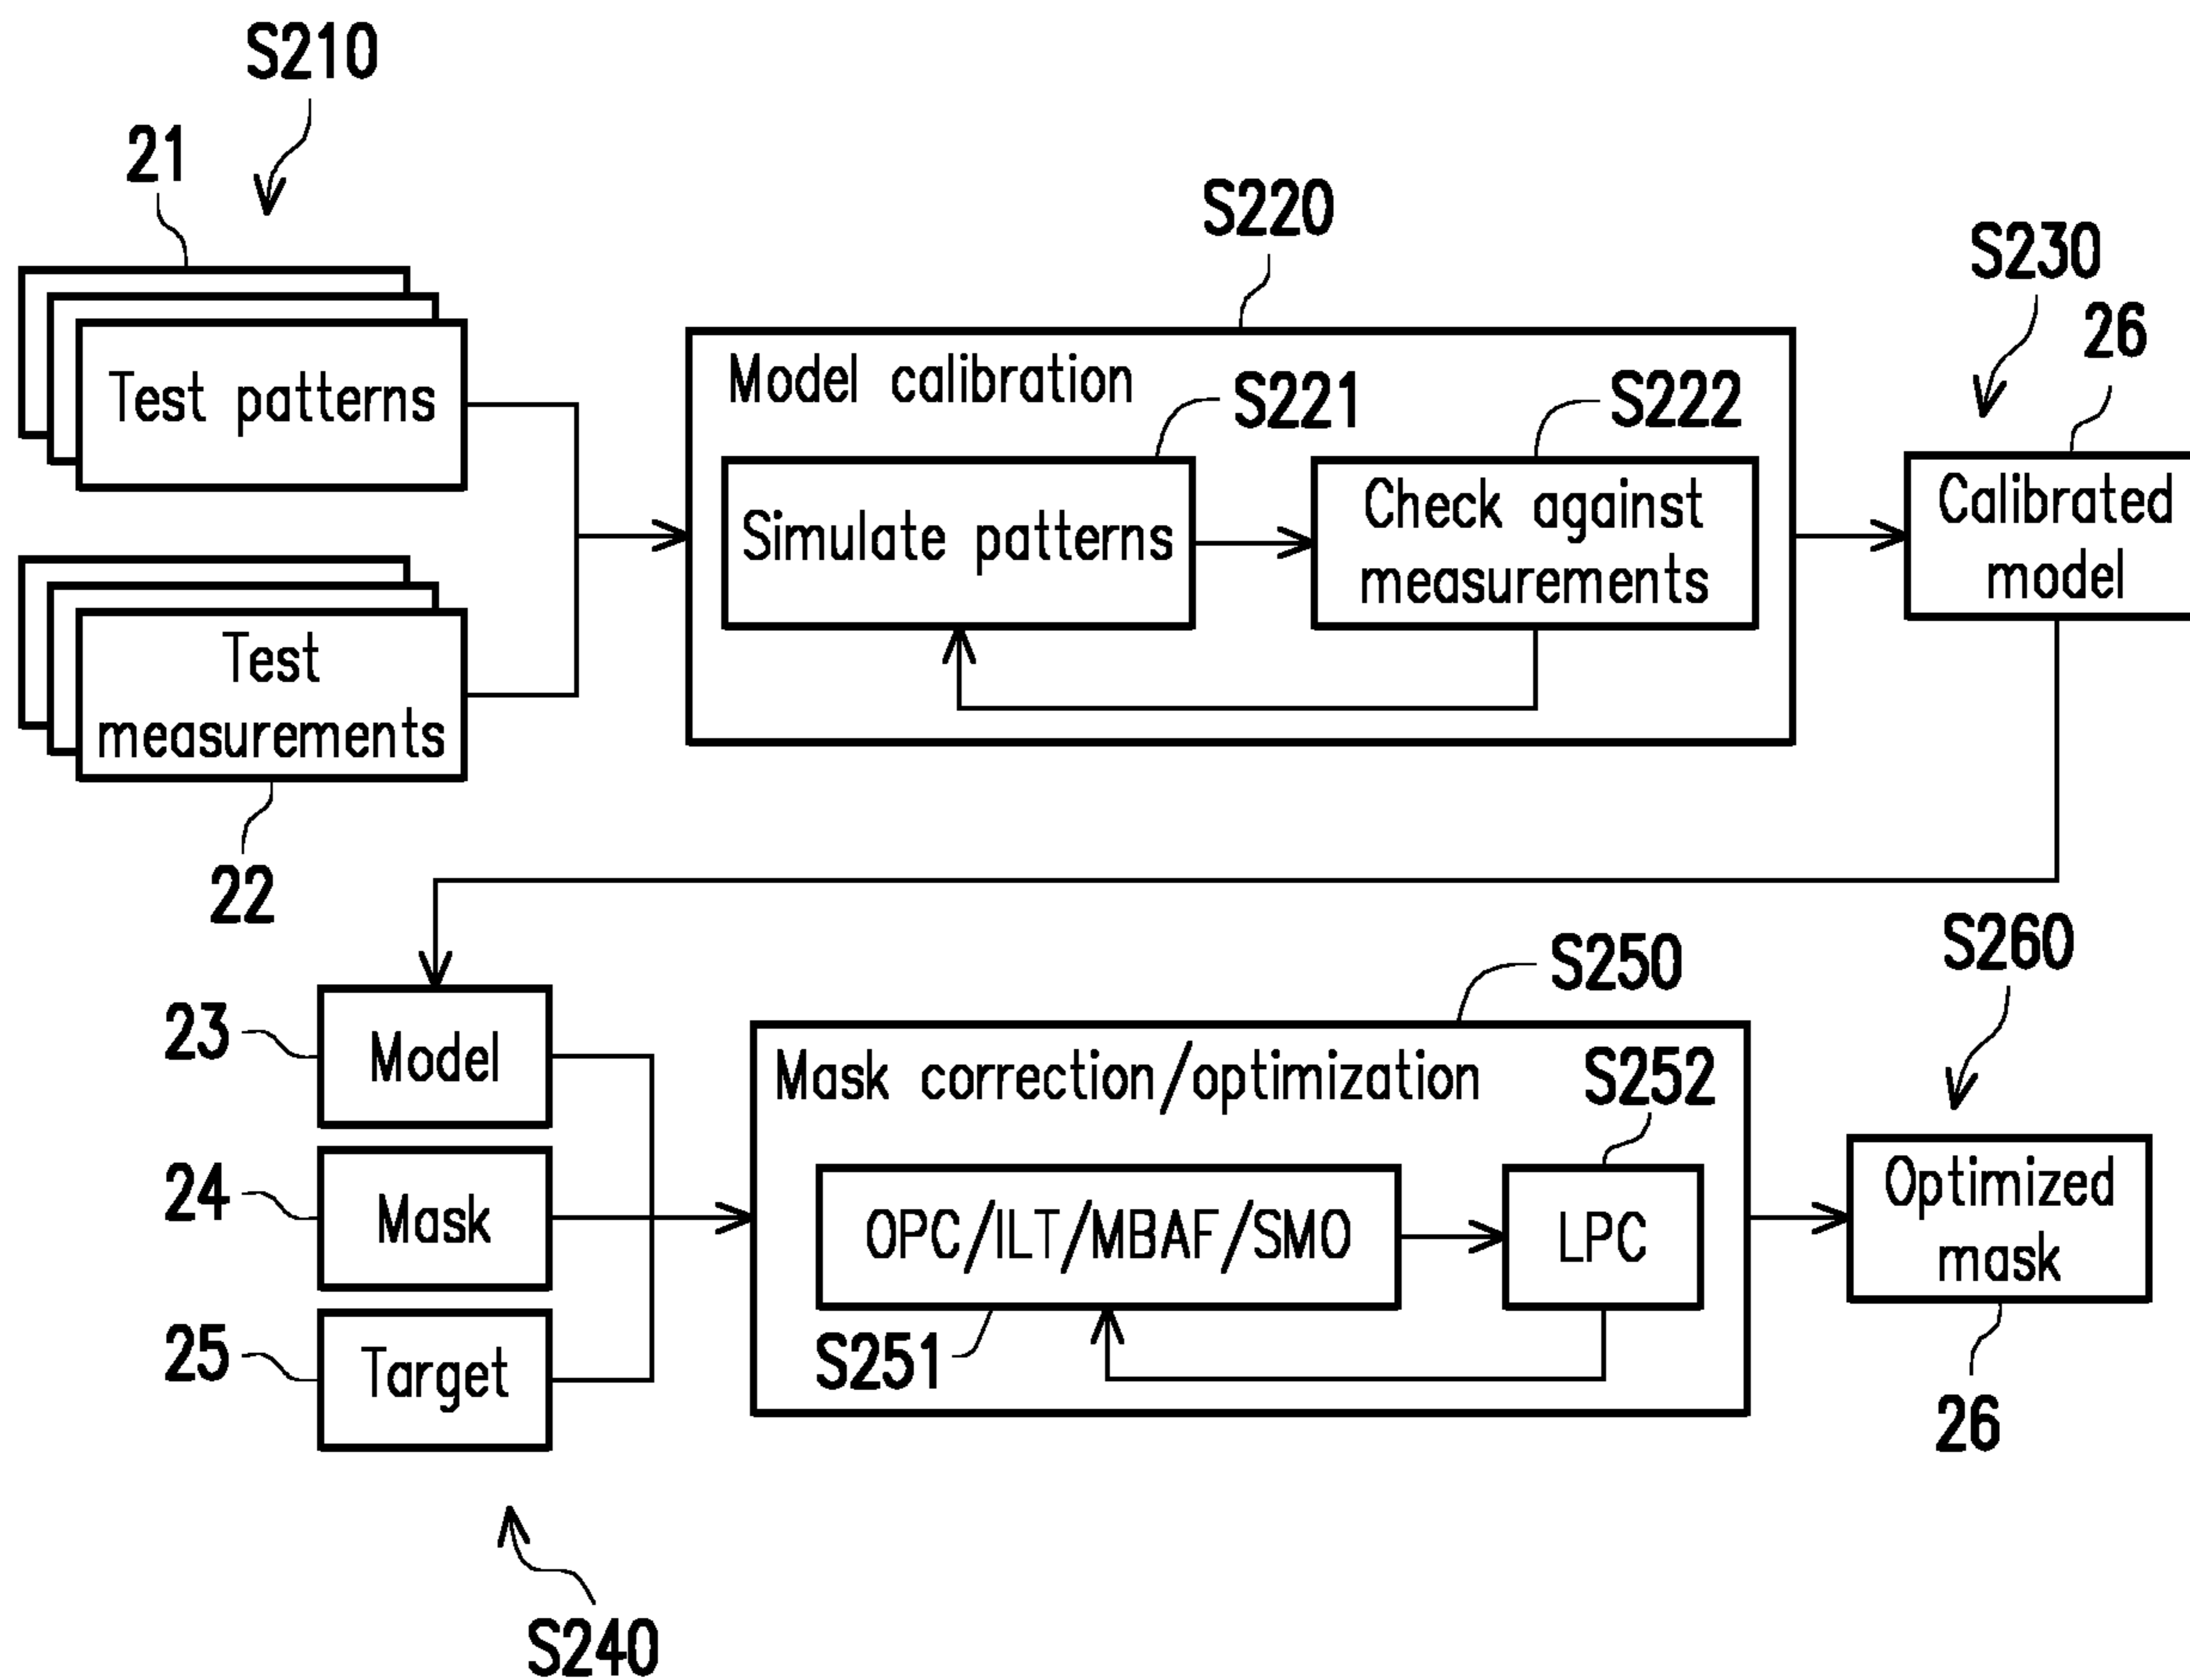 S210
21
Test patterns
Test
measurements
22
S220
Model calibration
S221
S222
Simulate patterns
Check against
measurements
S230
26
Calibrated
model
23
Model
24
Mask
25
Target
S240
S250
Mask correction/optimization
S252
OPC/ILT/MBAF/SMO
LPC
S251
S260
Optimized
mask
26